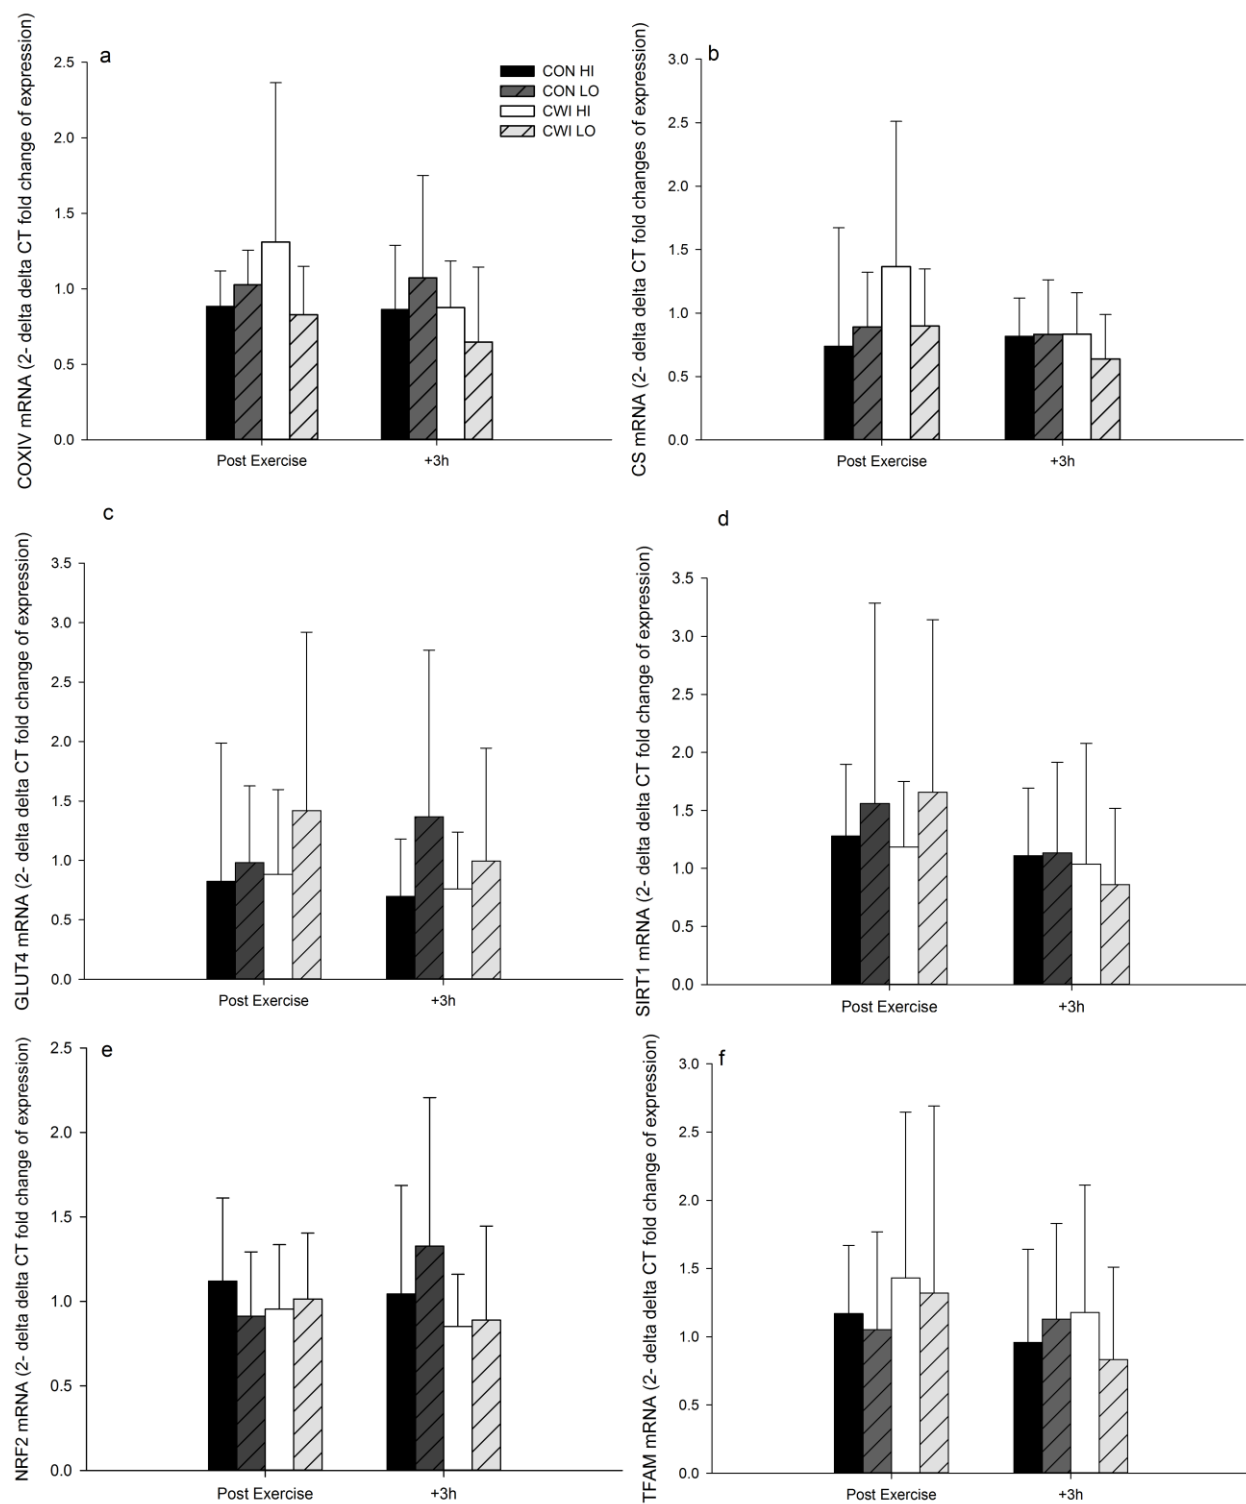 a
COXIV mRNA (2- delta delta CT fold change of expression)
2.5
2.0
1.5
1.0
0.5
0.0
CON HI
CON LO
CWI HI
CWI LO
Post Exercise
+3h
b
CS mRNA (2- delta delta CT fold changes of expression)
3.0
2.5
2.0
1.5
1.0
0.5
0.0
Post Exercise
+3h
c
GLUT4 mRNA (2- delta delta CT fold change of expression)
3.5
3.0
2.5
2.0
1.5
1.0
0.5
0.0
Post Exercise
+3h
d
SIRT1 mRNA (2- delta delta CT fold change of expression)
3.5
3.0
2.5
2.0
1.5
1.0
0.5
0.0
Post Exercise
+3h
e
NRF2 mRNA (2- delta delta CT fold change of expression)
2.5
2.0
1.5
1.0
0.5
0.0
Post Exercise
+3h
f
TFAM mRNA (2- delta delta CT fold change of expression)
3.0
2.5
2.0
1.5
1.0
0.5
0.0
Post Exercise
+3h